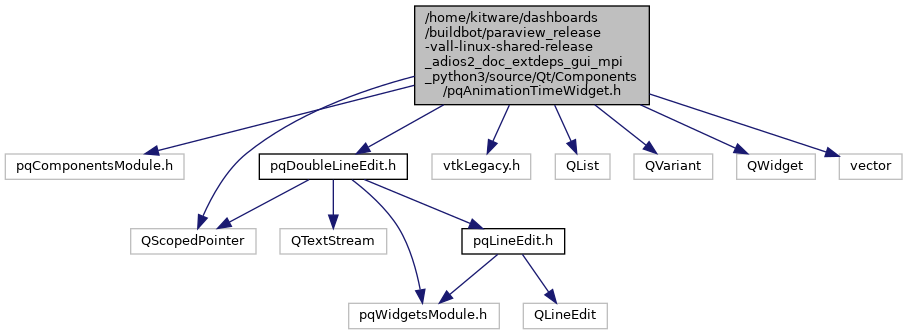 /home/kitware/dashboards
/buildbot/paraview_release
-vall-linux-shared-release
_adios2_doc_extdeps_gui_mpi
_python3/source/Qt/Components
/pqAnimationTimeWidget.h
pqComponentsModule.h
pqDoubleLineEdit.h
vtkLegacy.h
QList
QVariant
QWidget
vector
QScopedPointer
QTextStream
pqLineEdit.h
pqWidgetsModule.h
QLineEdit